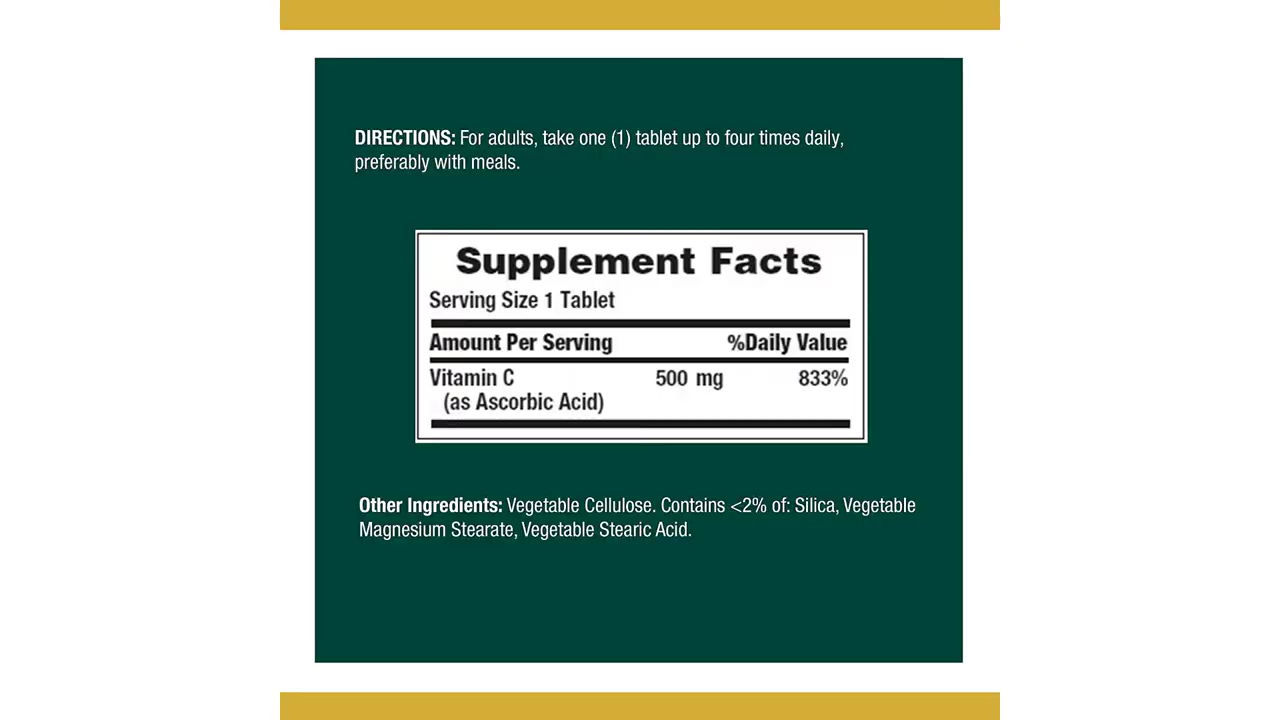 DIRECTIONS: For adults, take one (1) tablet up to four times daily,
preferably with meals.
Supplement Facts
Serving Size 1 Tablet
Amount Per Serving %Daily Value
Vitamin C 500 mg 833%
(as Ascorbic Acid)
Other Ingredients: Vegetable Cellulose. Contains <2% of: Silica, Vegetable
Magnesium Stearate, Vegetable Stearic Acid.